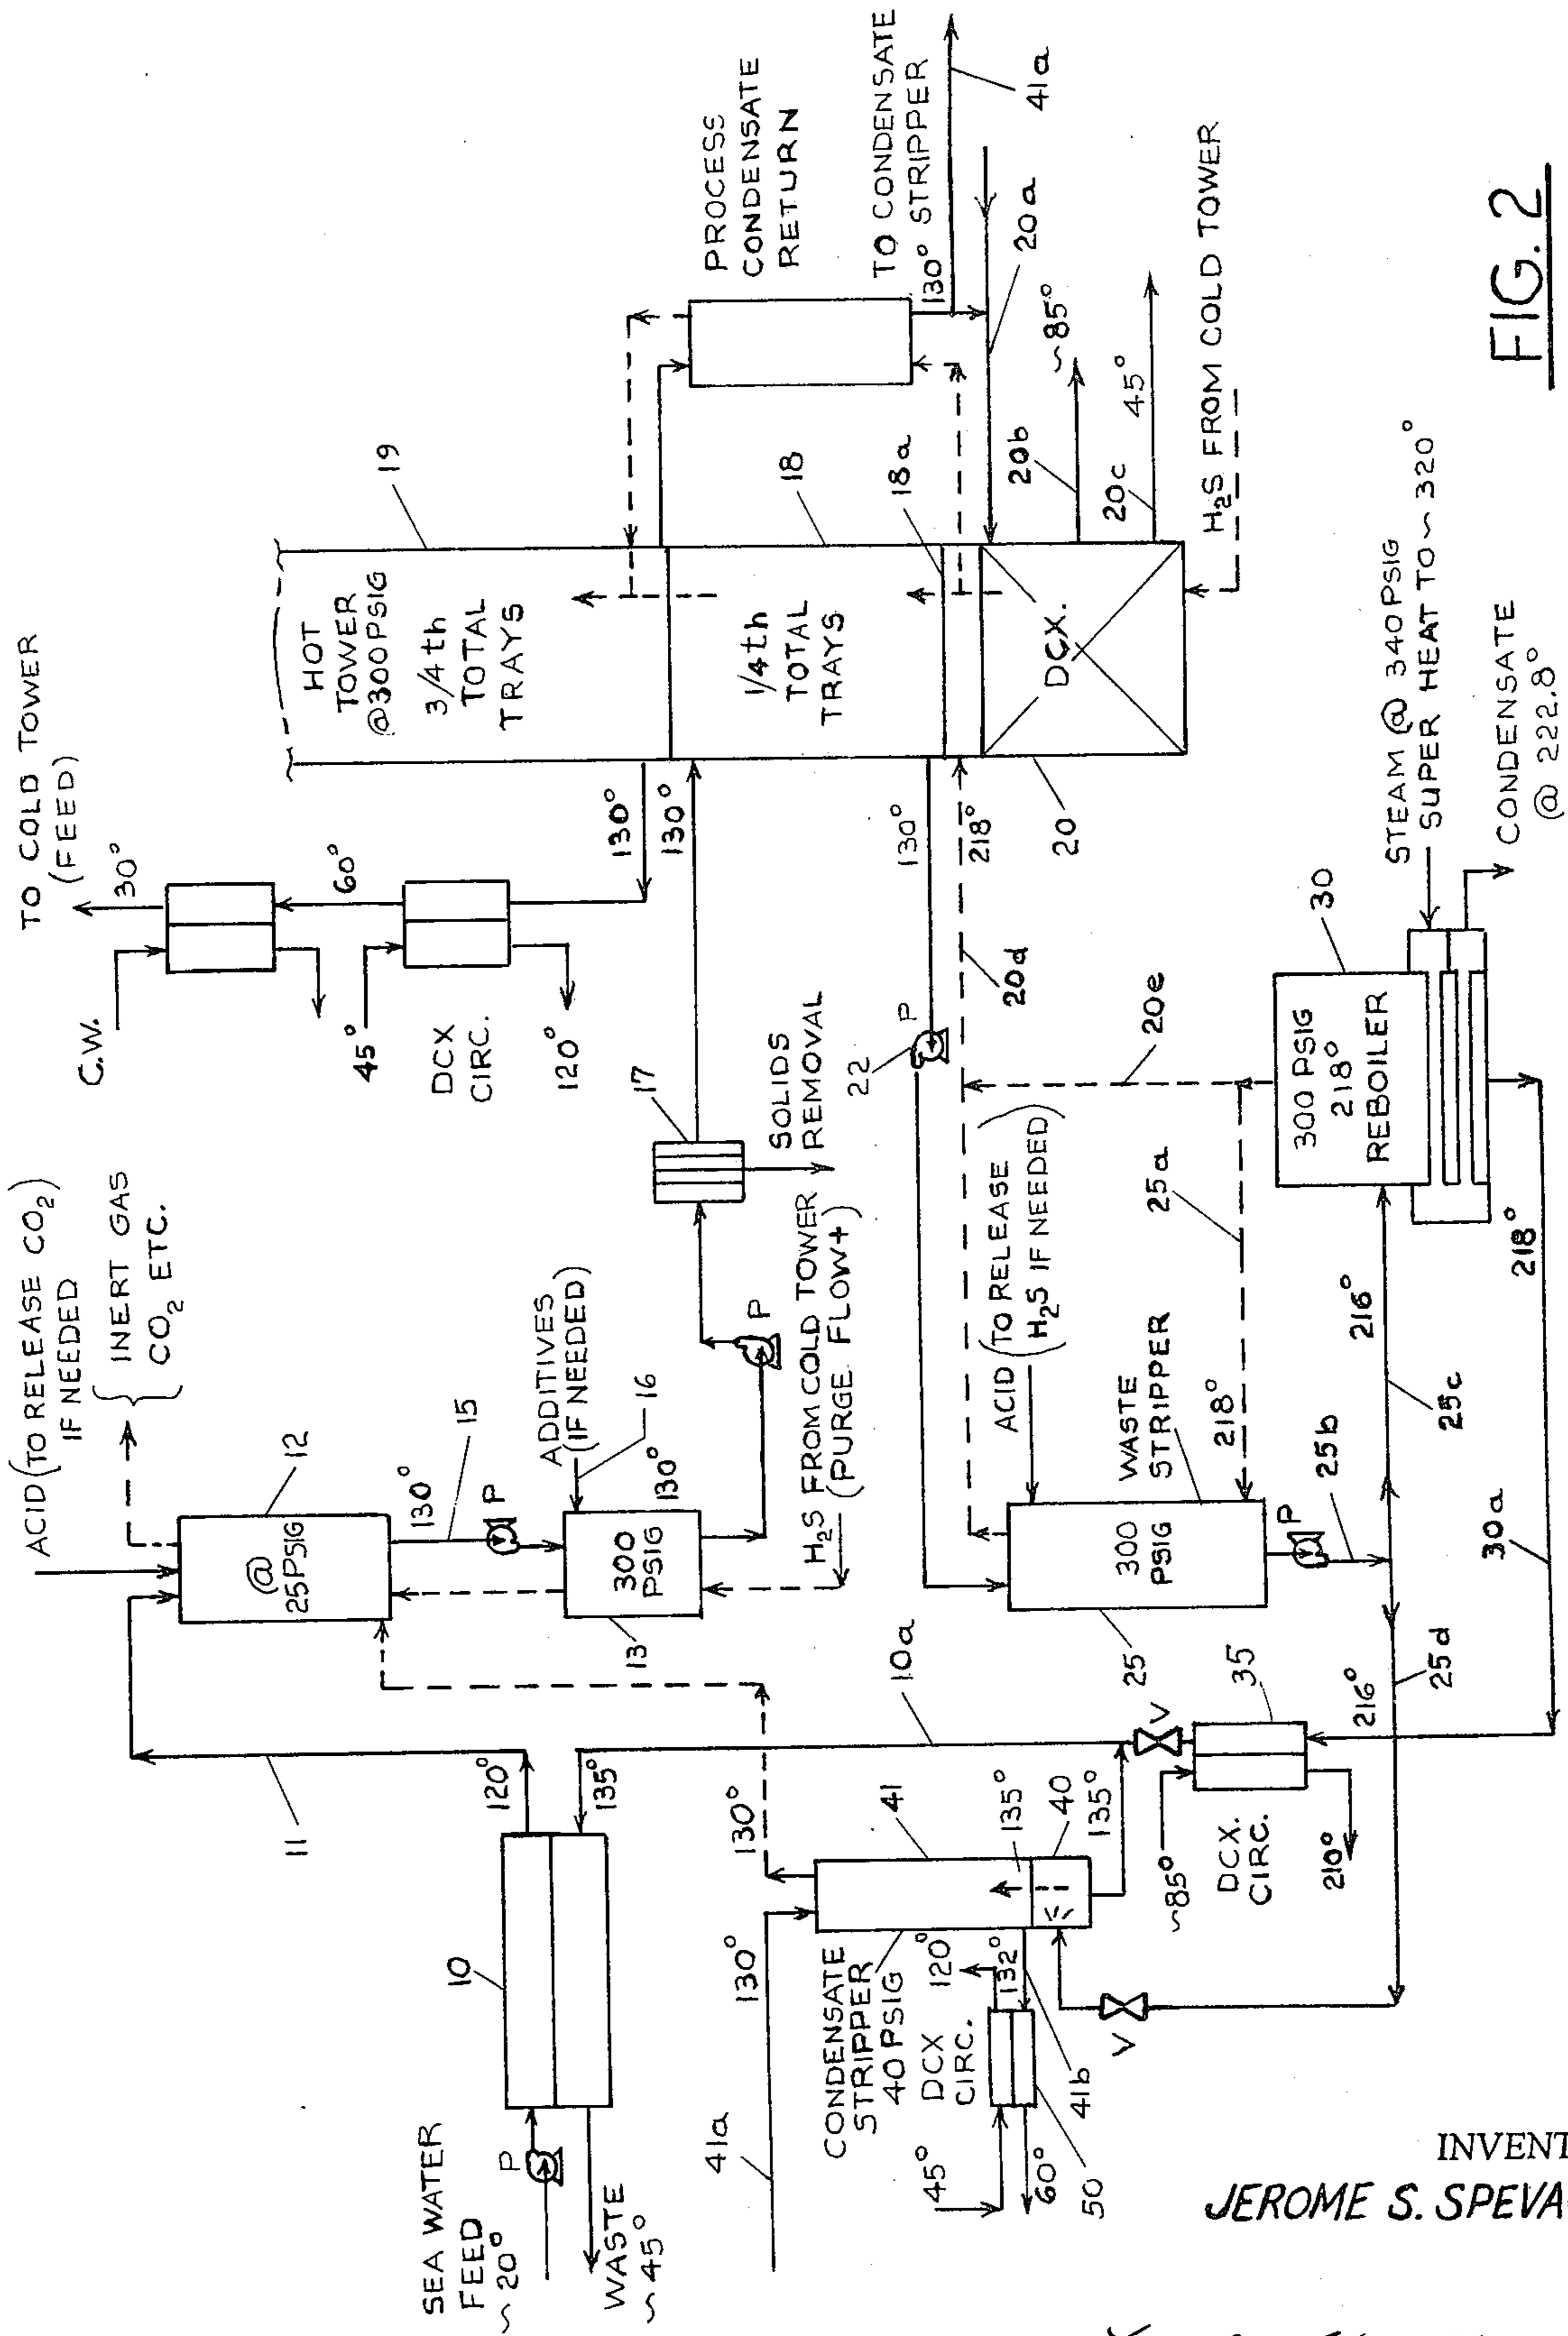 ACID (TO RELEASE CO2)
IF NEEDED
INERT GAS
CO2 ETC.
12
@
25PSIG
130°
15
P
ADDITIVES
(IF NEEDED)
16
300
PSIG
130°
13
P
H2S FROM COLD TOWER
(PURGE FLOW+)
17
SOLIDS
REMOVAL
TO COLD TOWER
(FEED)
C.W.
30°
60°
45°
DCX
CIRC.
120°
130°
130°
HOT
TOWER
@300PSIG
3/4th
TOTAL
TRAYS
19
1/4th
TOTAL
TRAYS
18
18a
DCX.
20
PROCESS
CONDENSATE
RETURN
TO CONDENSATE
130° STRIPPER
41a
20a
20b
~85°
20c
45°
H2S FROM COLD TOWER
130°
218°
22
P
20d
20e
ACID (TO RELEASE
H2S IF NEEDED)
25a
218°
WASTE
STRIPPER
300
PSIG
25
P
25b
216°
25c
300 PSIG
218°
REBOILER
30
STEAM @ 340 PSIG
SUPER HEAT TO ~ 320°
CONDENSATE
@ 222.8°
218°
30a
216°
25d
35
V
~85°
DCX.
CIRC.
210°
10a
11
120°
135°
10
SEA WATER
FEED
~ 20°
P
WASTE
~ 45°
41a
130°
130°
41
135°
40
135°
CONDENSATE
STRIPPER
40 PSIG
DCX
CIRC.
120°
132°
41b
45°
60°
50
V
FIG. 2
INVENT
JEROME S. SPEVA